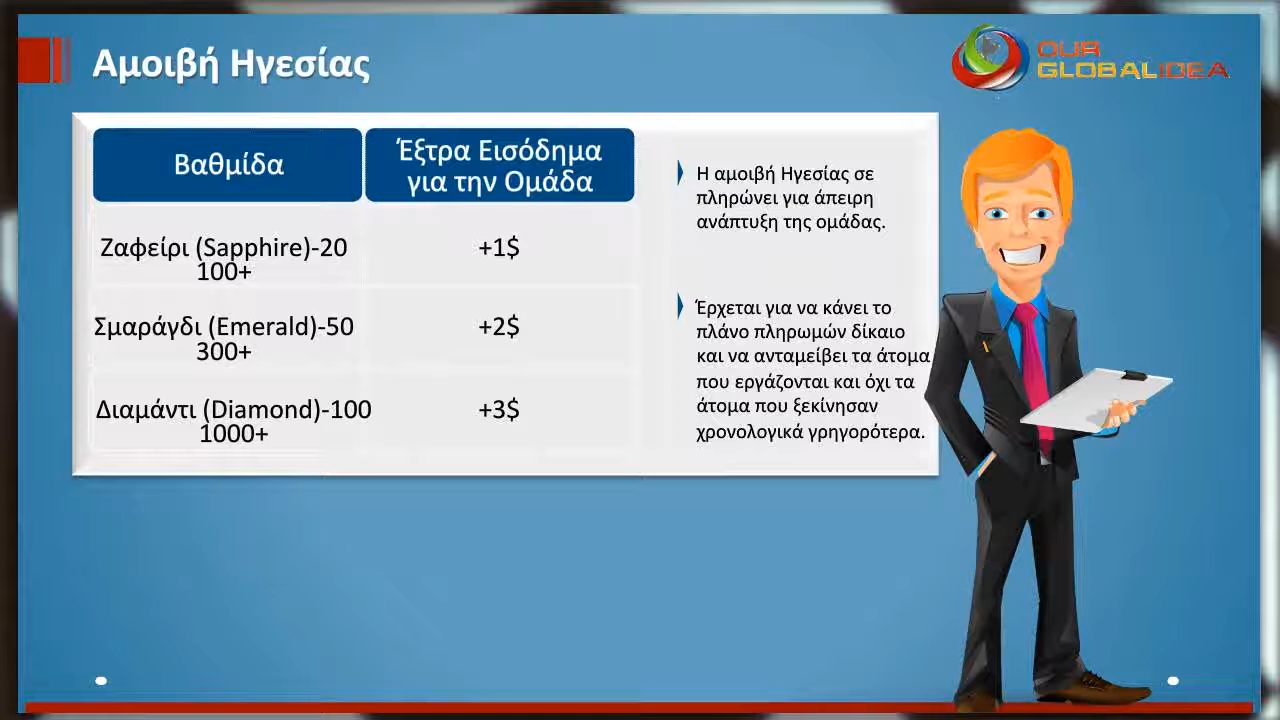 Αμοιβή Ηγεσίας
OUR
GLOBALIDEA
Βαθμίδα
Έξτρα Εισόδημα
για την Ομάδα
Ζαφείρι (Sapphire)-20
100+
+1$
Σμαράγδι (Emerald)-50
300+
+2$
Διαμάντι (Diamond)-100
1000+
+3$
Η αμοιβή Ηγεσίας σε
πληρώνει για άπειρη
ανάπτυξη της ομάδας.
Έρχεται για να κάνει το
πλάνο πληρωμών δίκαιο
και να ανταμείβει τα άτομα
που εργάζονται και όχι τα
άτομα που ξεκίνησαν
χρονολογικά γρηγορότερα.